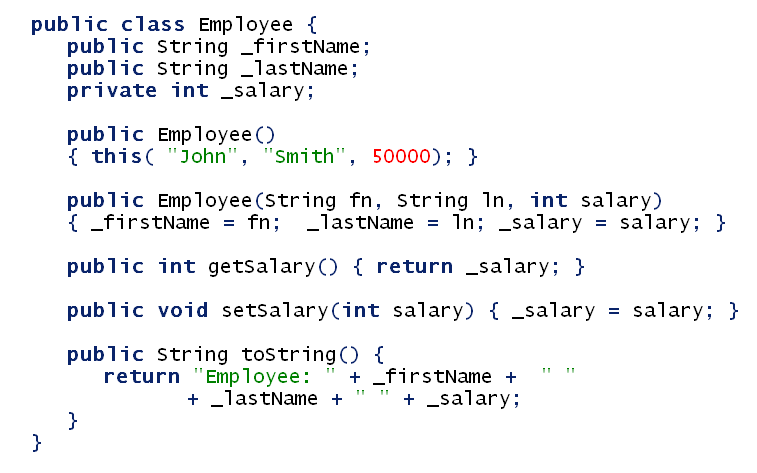 public class Employee {
public String _firstName;
public String _lastName;
private int _salary;
public Employee()
{ this( "John", "Smith", 50000); }
public Employee(String fn, String ln, int salary)
{ _firstName = fn;  _lastName = ln; _salary = salary; }
public int getSalary() { return _salary; }
public void setSalary(int salary) { _salary = salary; }
public String toString() {
return "Employee: " + _firstName +  " "
+ _lastName + " " + _salary;
}
}